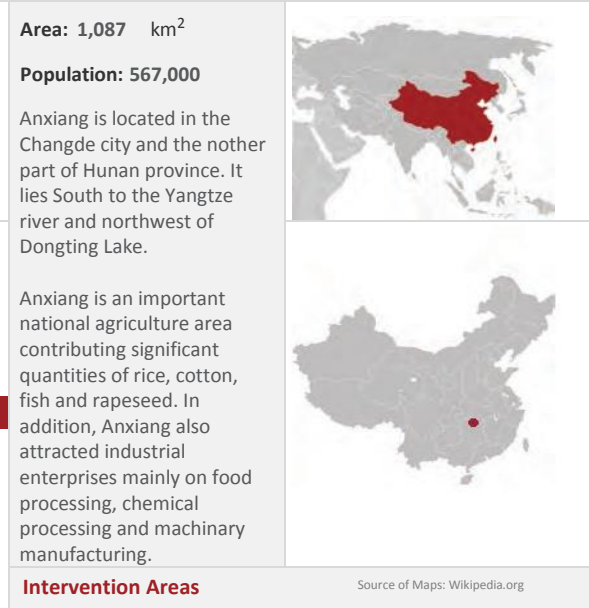 Area: 1,087 km²
Population: 567,000
Anxiang is located in the
Changde city and the nother
part of Hunan province. It
lies South to the Yangtze
river and northwest of
Dongting Lake.
Anxiang is an important
national agriculture area
contributing significant
quantities of rice, cotton,
fish and rapeseed. In
addition, Anxiang also
attracted industrial
enterprises mainly on food
processing, chemical
processing and machinary
manufacturing.
Intervention Areas
Source of Maps: Wikipedia.org